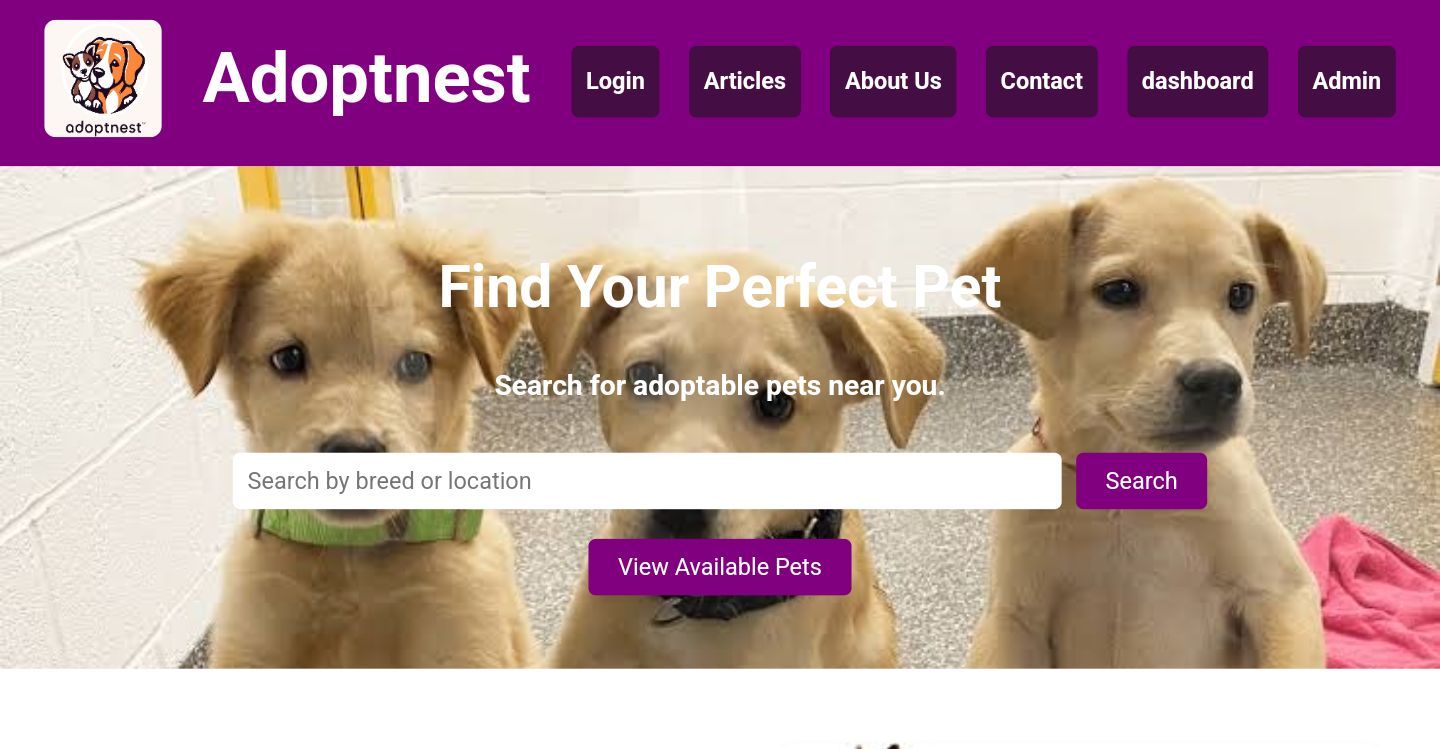 adoptnest
Adoptnest
Login
Articles
About Us
Contact
dashboard
Admin
Find Your Perfect Pet
Search for adoptable pets near you.
Search by breed or location
Search
View Available Pets